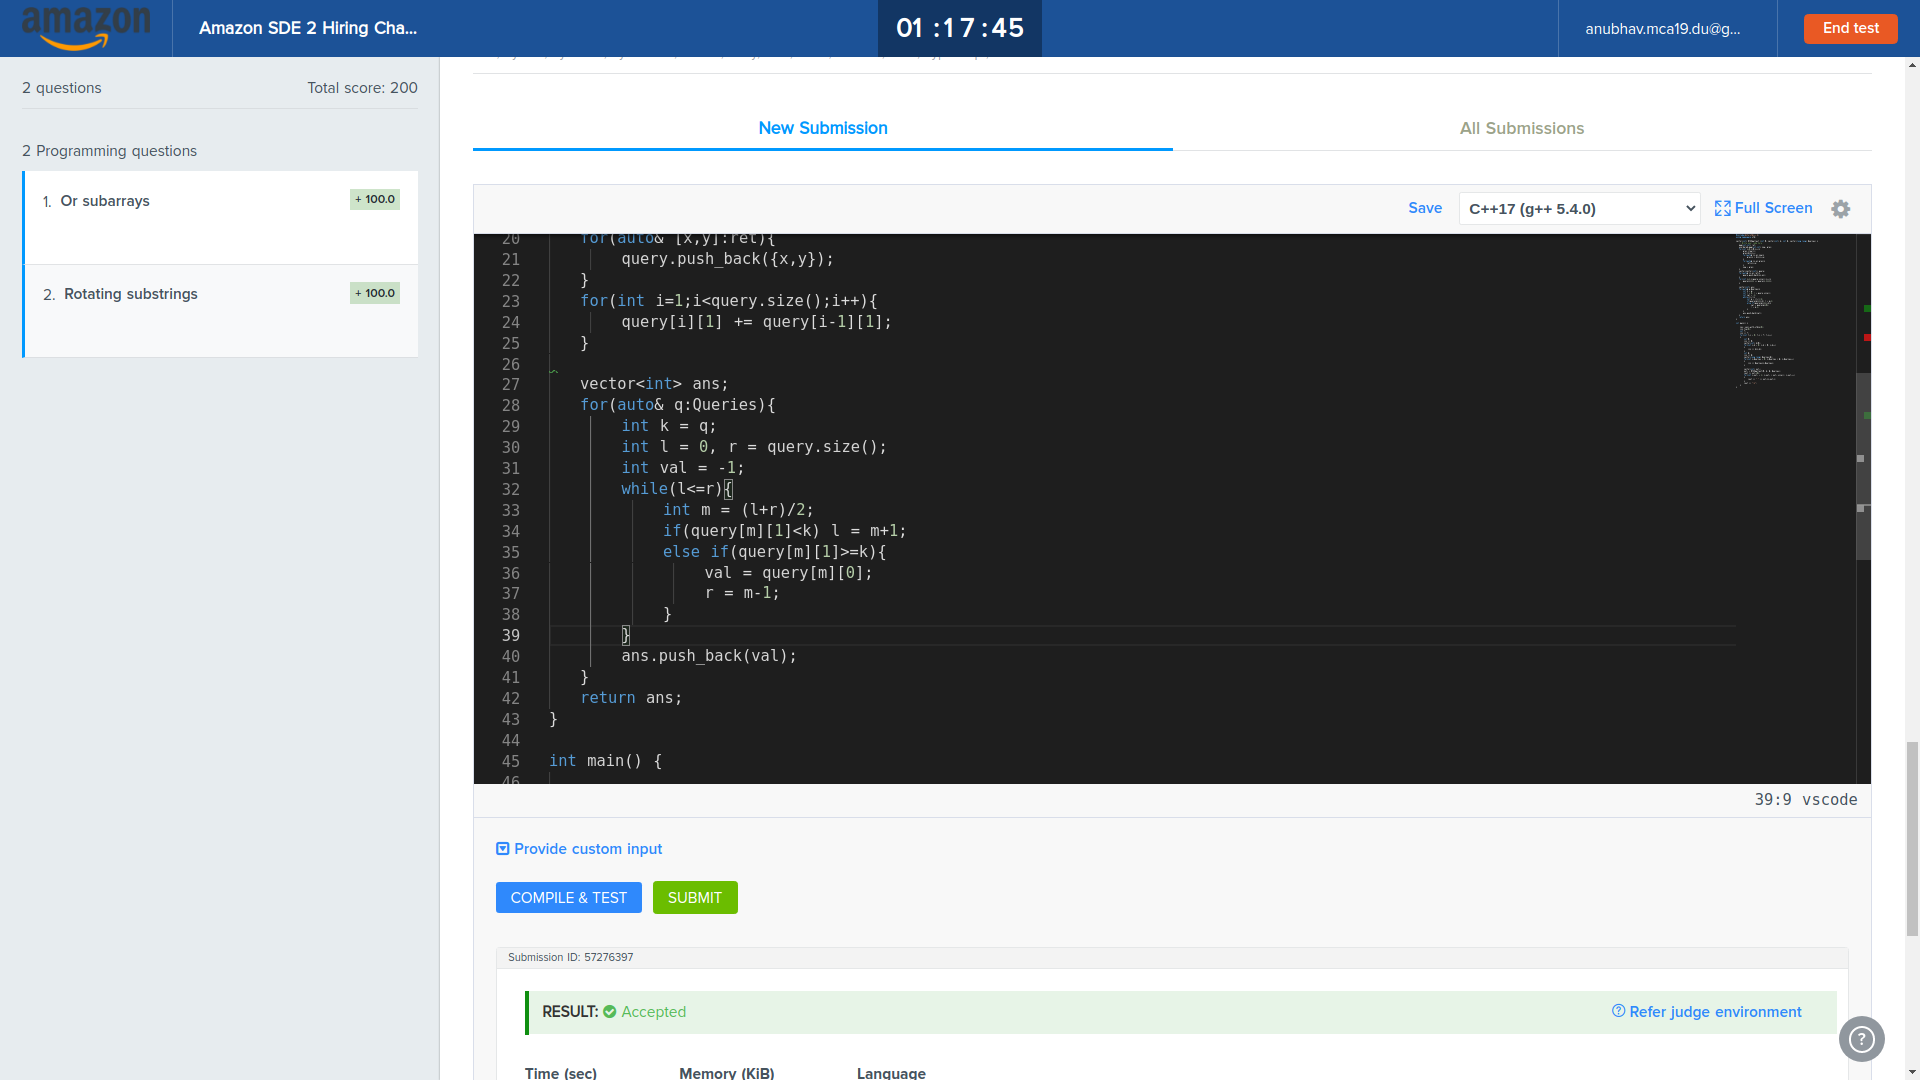 amazon
Amazon SDE 2 Hiring Cha...
01 :17:45
anubhav.mca19.du@g...
End test
2 questions
Total score: 200
2 Programming questions
1. Or subarrays
+ 100.0
2. Rotating substrings
+ 100.0
New Submission
All Submissions
Save
C++17 (g++ 5.4.0)
Full Screen
20 for(auto& [x,y]:ret){
21 query.push_back({x,y});
22 }
23 for(int i=1;i<query.size();i++){
24 query[i][1] += query[i-1][1];
25 }
26
27 vector<int> ans;
28 for(auto& q:Queries){
29 int k = q;
30 int l = 0, r = query.size();
31 int val = -1;
32 while(l<=r){
33 int m = (l+r)/2;
34 if(query[m][1]<k) l = m+1;
35 else if(query[m][1]>=k){
36 val = query[m][0];
37 r = m-1;
38 }
39 }
40 ans.push_back(val);
41 }
42 return ans;
43 }
44
45 int main() {
46
39:9 vscode
Provide custom input
COMPILE & TEST
SUBMIT
Submission ID: 57276397
RESULT: Accepted
Refer judge environment
?
Time (sec)
Memory (KiB)
Language